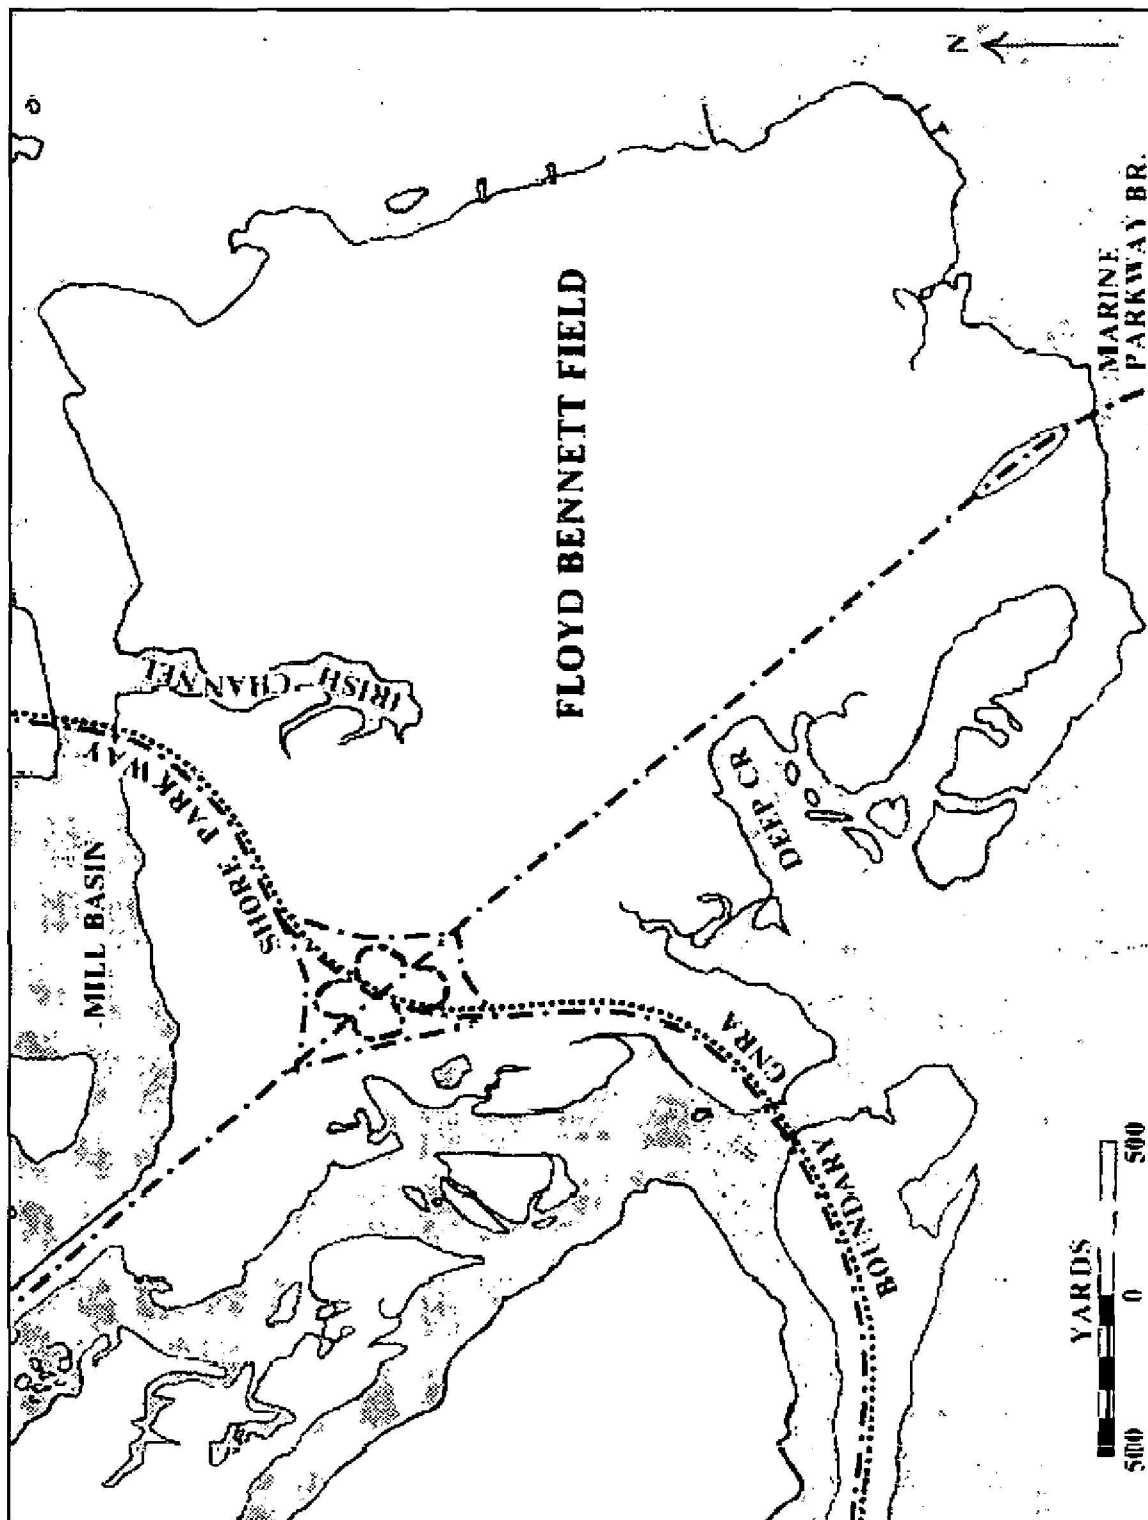 MILL BASIN
SHORE PARKWAY
IRISH CHANNEL
FLOYD BENNETT FIELD
DEEP CR
BOUNDARY GNRA
YARDS
500 0 500
MARINE
PARKWAY BR.
N